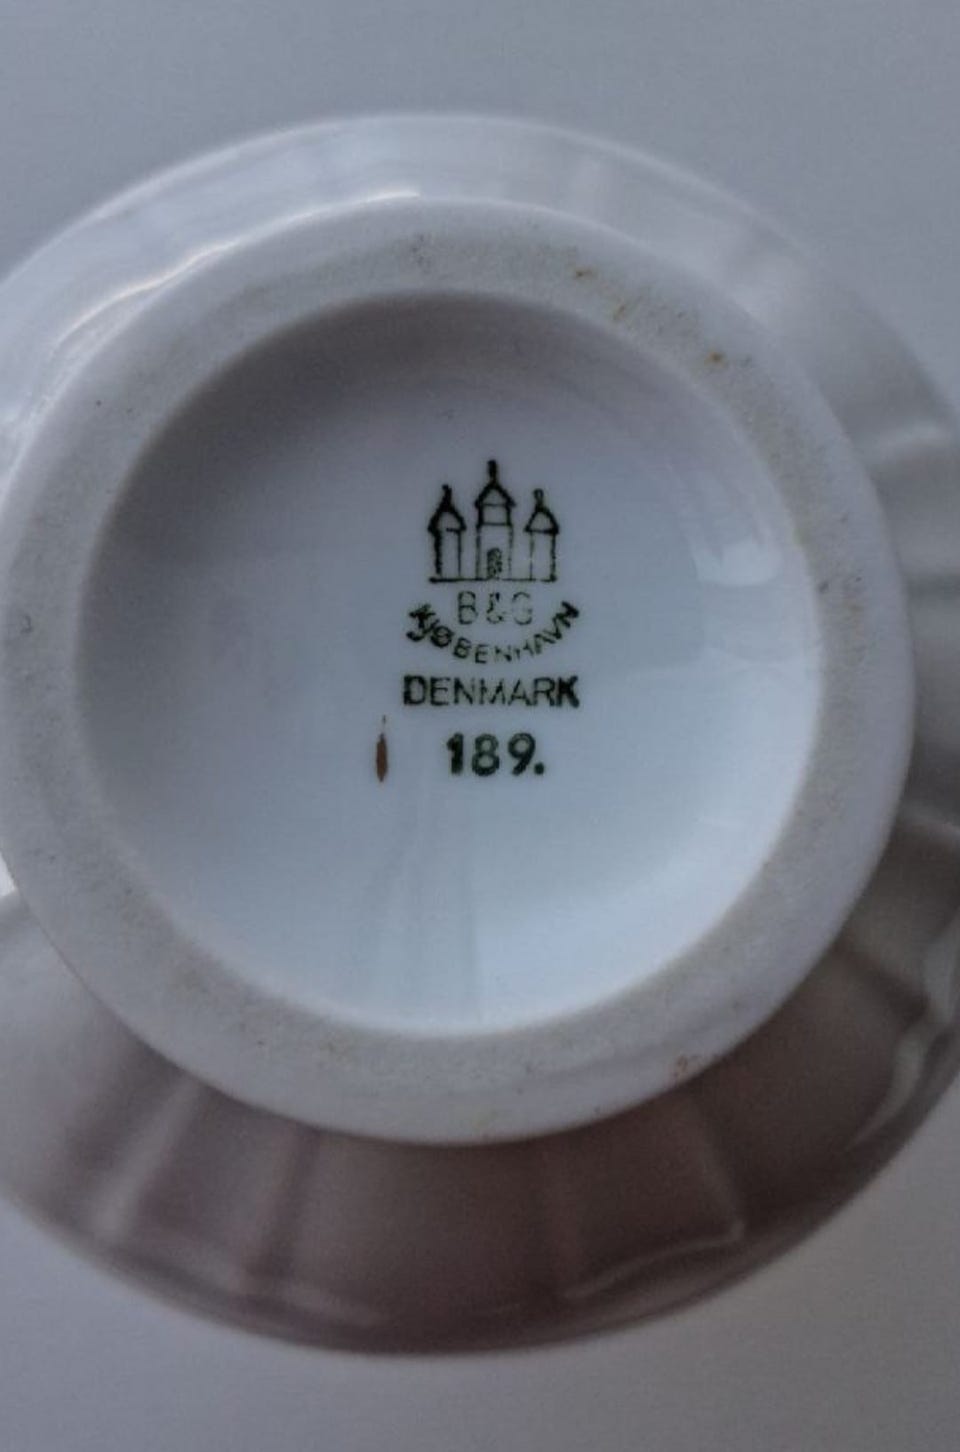 B&G
KJØBENHAVN
DENMARK
189.